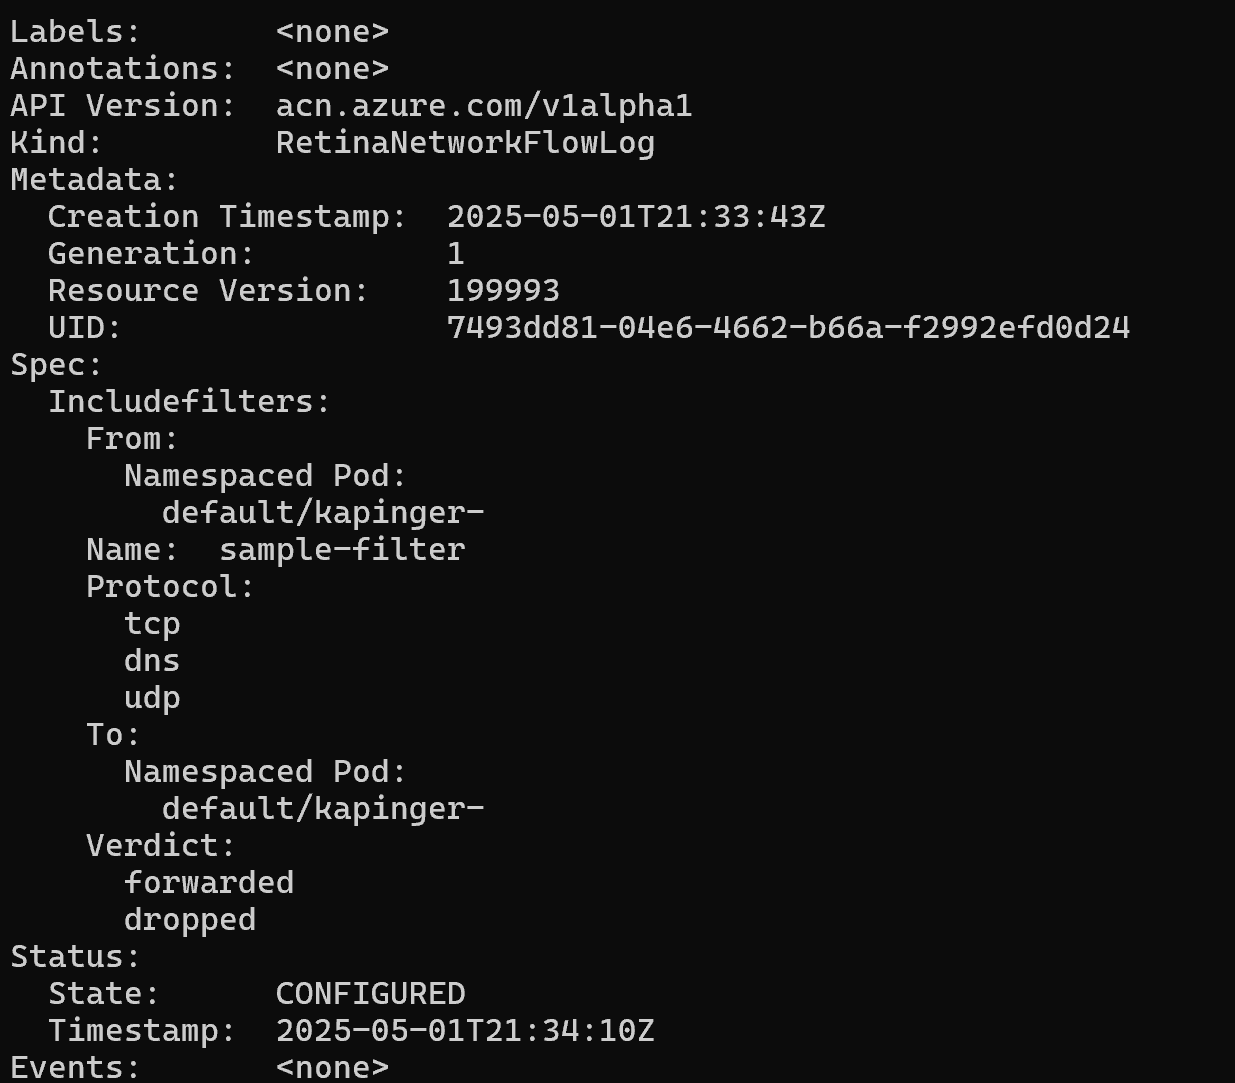 Labels:       <none>
Annotations:  <none>
API Version:  acn.azure.com/v1alpha1
Kind:         RetinaNetworkFlowLog
Metadata:
  Creation Timestamp:  2025-05-01T21:33:43Z
  Generation:          1
  Resource Version:    199993
  UID:                 7493dd81-04e6-4662-b66a-f2992efd0d24
Spec:
  Includefilters:
    From:
      Namespaced Pod:
        default/kapinger-
    Name:  sample-filter
    Protocol:
      tcp
      dns
      udp
    To:
      Namespaced Pod:
        default/kapinger-
    Verdict:
      forwarded
      dropped
Status:
  State:      CONFIGURED
  Timestamp:  2025-05-01T21:34:10Z
Events:       <none>